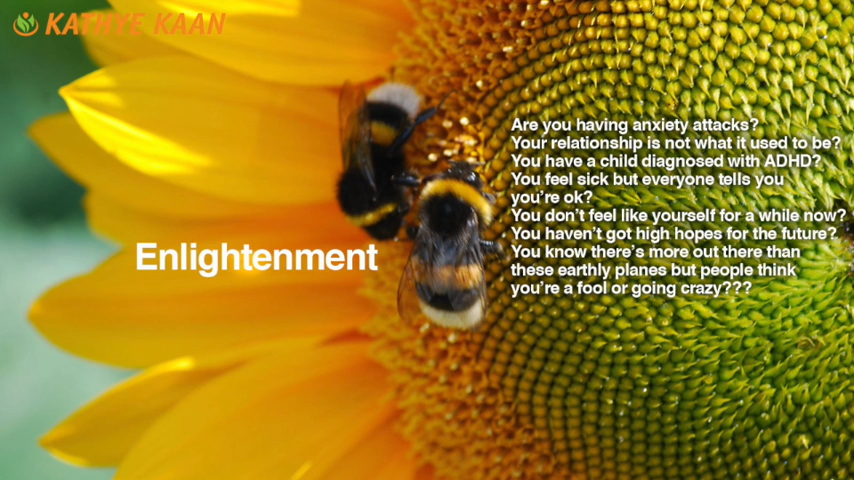 KATHYE KAAN
Are you having anxiety attacks?
Your relationship is not what it used to be?
You have a child diagnosed with ADHD?
You feel sick but everyone tells you
you're ok?
You don't feel like yourself for a while now?
You haven't got high hopes for the future?
You know there's more out there than
these earthly planes but people think
you're a fool or going crazy???
Enlightenment